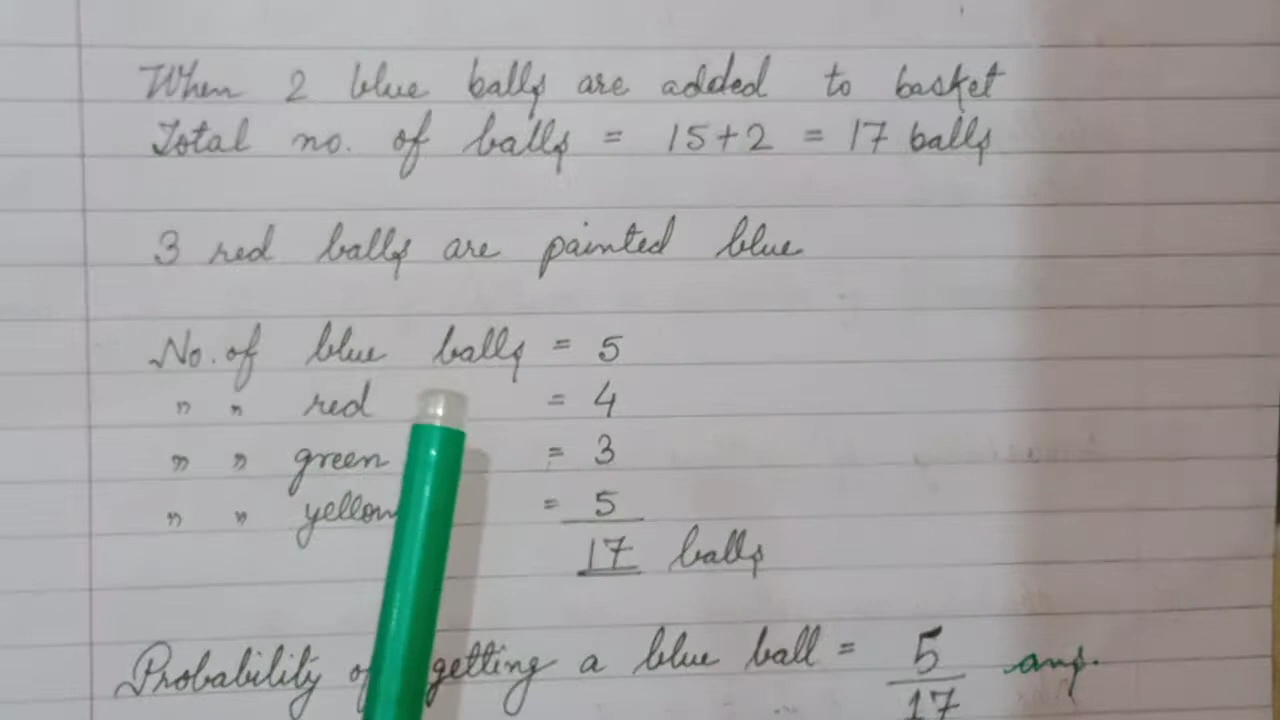 When 2 blue balls are added to basket
Total no. of balls = 15+2 = 17 balls
3 red balls are painted blue
No. of blue balls = 5
" " red = 4
" " green = 3
" " yellow = 5
17 balls
Probability of getting a blue ball = 5/17 ans.